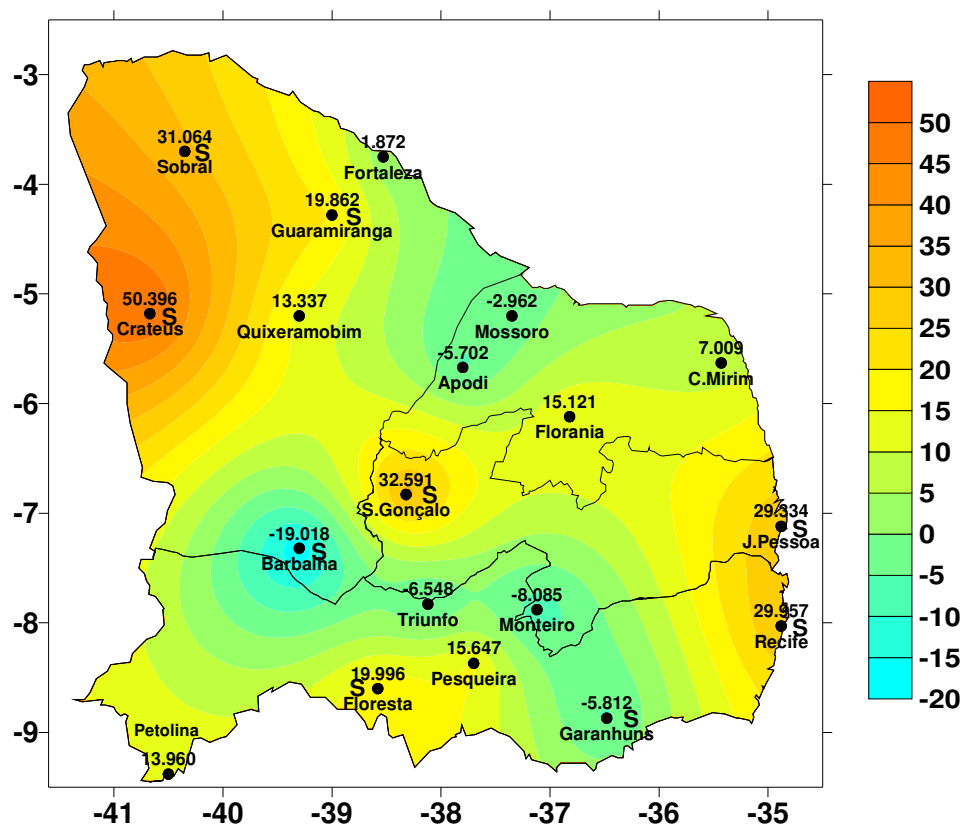 -3
-4
-5
-6
-7
-8
-9
-41
-40
-39
-38
-37
-36
-35
31.064
S
Sobral
1.872
Fortaleza
19.862
S
Guaramiranga
50.396
S
Crateus
13.337
Quixeramobim
-2.962
Mossoro
-5.702
Apodi
7.009
C.Mirim
15.121
Florania
32.591
S
S.Gonçalo
29.334
S
J.Pessoa
-19.018
S
Barbalha
-6.548
Triunfo
-8.085
Monteiro
29.957
S
Recife
15.647
Pesqueira
19.996
S
Floresta
-5.812
S
Garanhuns
Petolina
13.960
50
45
40
35
30
25
20
15
10
5
0
-5
-10
-15
-20